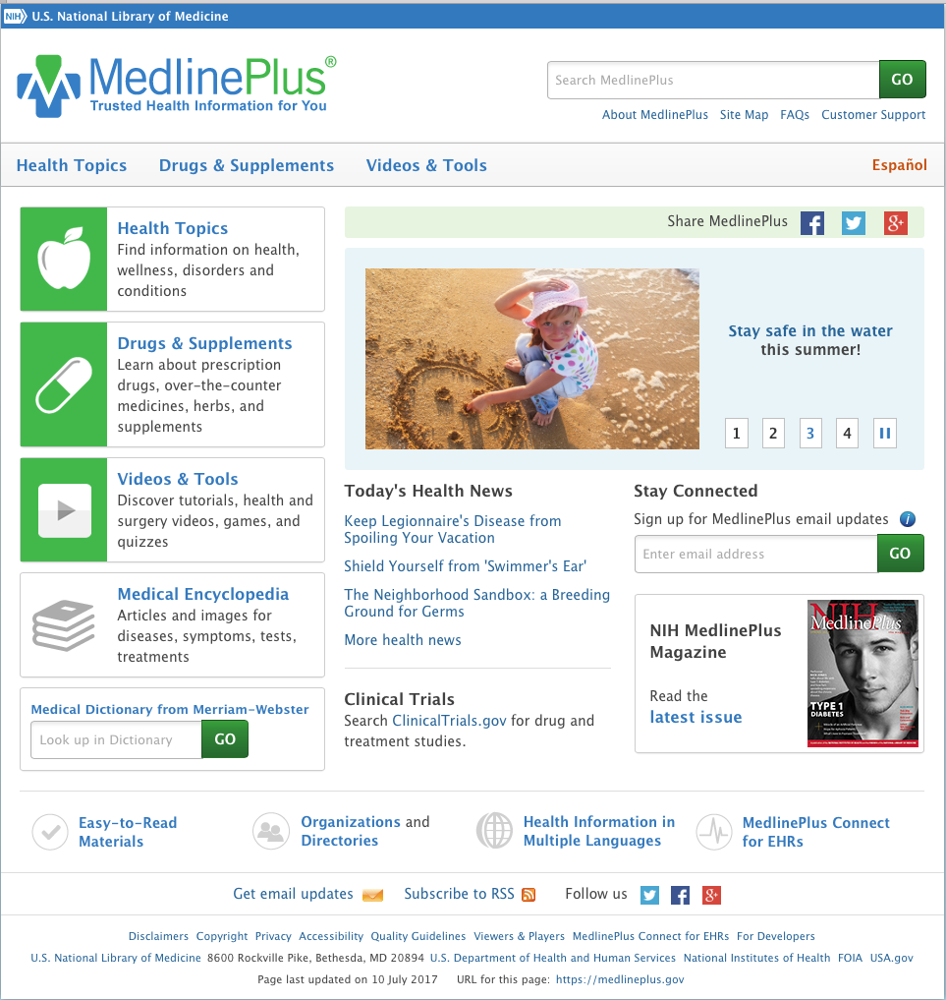 NIH U.S. National Library of Medicine
MedlinePlus®
Trusted Health Information for You
Search MedlinePlus
GO
About MedlinePlus Site Map FAQs Customer Support
Health Topics Drugs & Supplements Videos & Tools Español
Health Topics
Find information on health,
wellness, disorders and
conditions
Drugs & Supplements
Learn about prescription
drugs, over-the-counter
medicines, herbs, and
supplements
Videos & Tools
Discover tutorials, health and
surgery videos, games, and
quizzes
Medical Encyclopedia
Articles and images for
diseases, symptoms, tests,
treatments
Medical Dictionary from Merriam-Webster
Look up in Dictionary
GO
Share MedlinePlus
Stay safe in the water
this summer!
1 2 3 4
Today's Health News
Keep Legionnaire's Disease from
Spoiling Your Vacation
Shield Yourself from 'Swimmer's Ear'
The Neighborhood Sandbox: a Breeding
Ground for Germs
More health news
Clinical Trials
Search ClinicalTrials.gov for drug and
treatment studies.
Stay Connected
Sign up for MedlinePlus email updates
Enter email address
GO
NIH MedlinePlus
Magazine
Read the
latest issue
NIH
MedlinePlus
TYPE 1
DIABETES
Easy-to-Read
Materials
Organizations and
Directories
Health Information in
Multiple Languages
MedlinePlus Connect
for EHRs
Get email updates Subscribe to RSS Follow us
Disclaimers Copyright Privacy Accessibility Quality Guidelines Viewers & Players MedlinePlus Connect for EHRs For Developers
U.S. National Library of Medicine 8600 Rockville Pike, Bethesda, MD 20894 U.S. Department of Health and Human Services National Institutes of Health FOIA USA.gov
Page last updated on 10 July 2017 URL for this page: https://medlineplus.gov